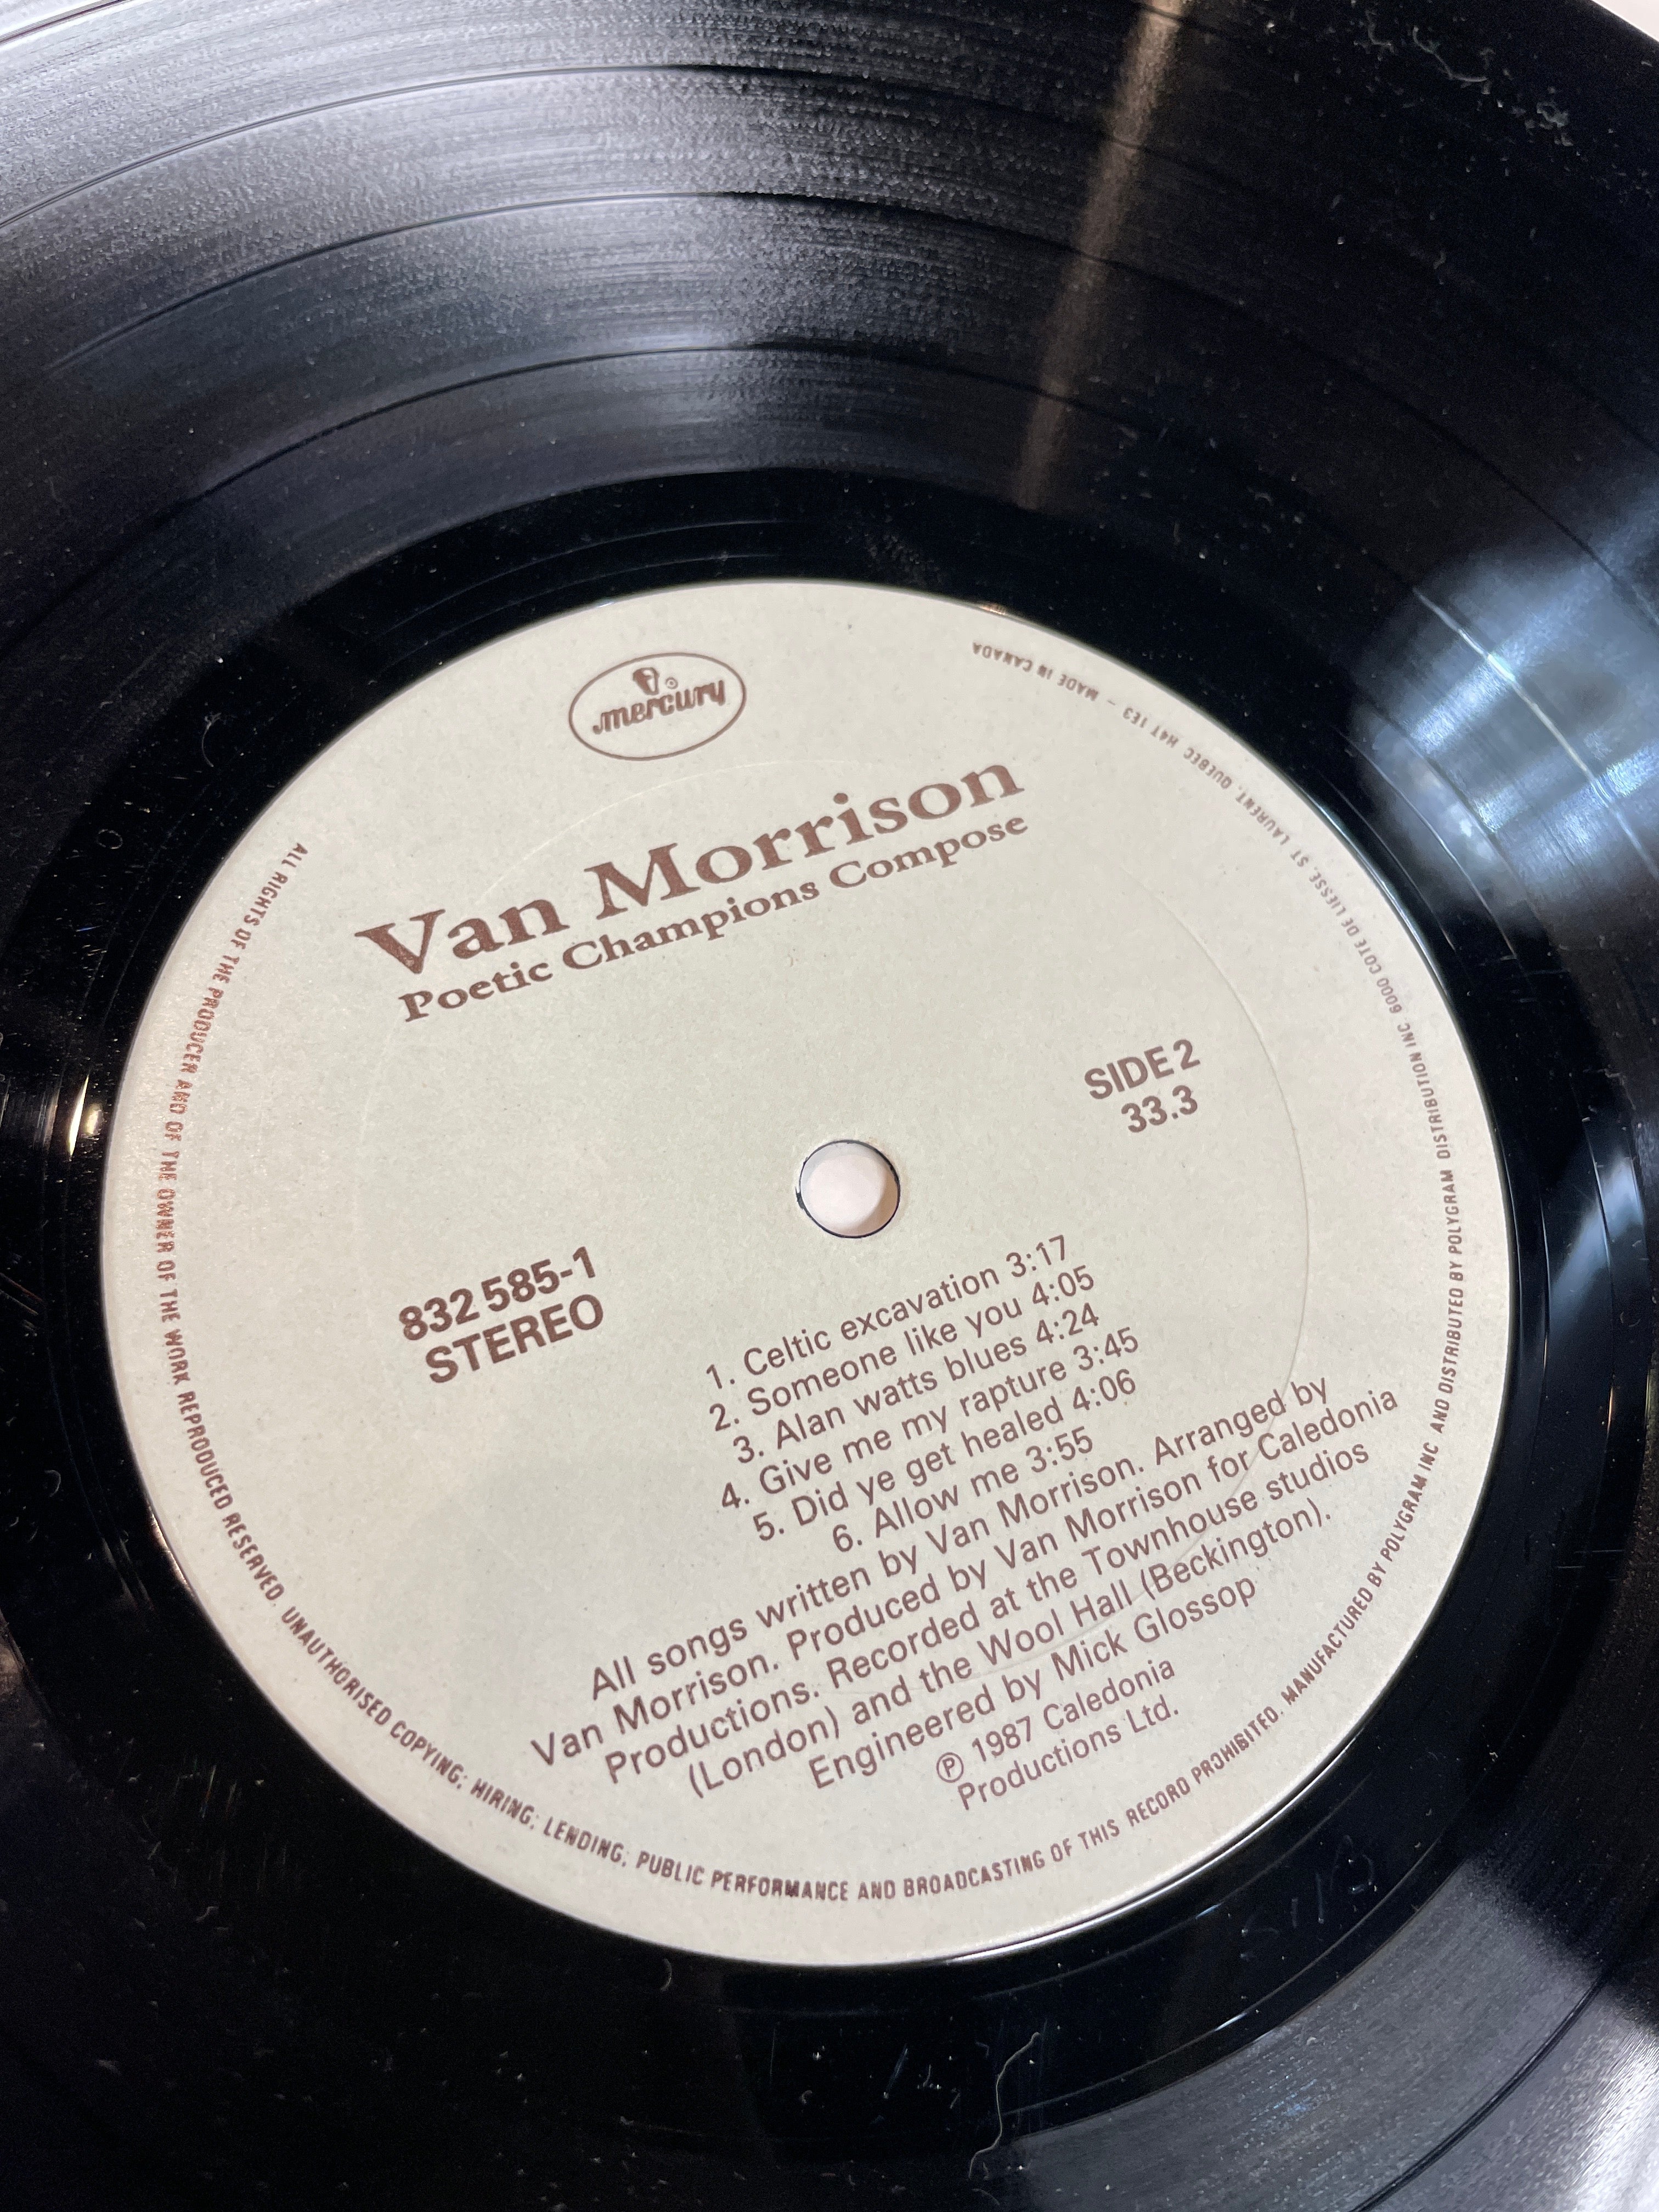 mercury
Van Morrison
Poetic Champions Compose
SIDE 2
33.3
832 585-1
STEREO
1. Celtic excavation 3:17
2. Someone like you 4:05
3. Alan watts blues 4:24
4. Give me my rapture 3:45
5. Did ye get healed 4:06
6. Allow me 3:55
All songs written by Van Morrison. Arranged by
Van Morrison. Produced by Van Morrison for Caledonia
Productions. Recorded at the Townhouse studios
(London) and the Wool Hall (Beckington).
Engineered by Mick Glossop
℗ 1987 Caledonia
Productions Ltd.
ALL RIGHTS OF THE PRODUCER AND OF THE OWNER OF THE WORK REPRODUCED RESERVED. UNAUTHORISED COPYING; HIRING; LENDING; PUBLIC PERFORMANCE AND BROADCASTING OF THIS RECORD PROHIBITED. MANUFACTURED BY POLYGRAM INC AND DISTRIBUTED BY POLYGRAM DISTRIBUTION INC 6000 COTE DE LIESSE, ST LAURENT, QUEBEC H4T 1E3 – MADE IN CANADA